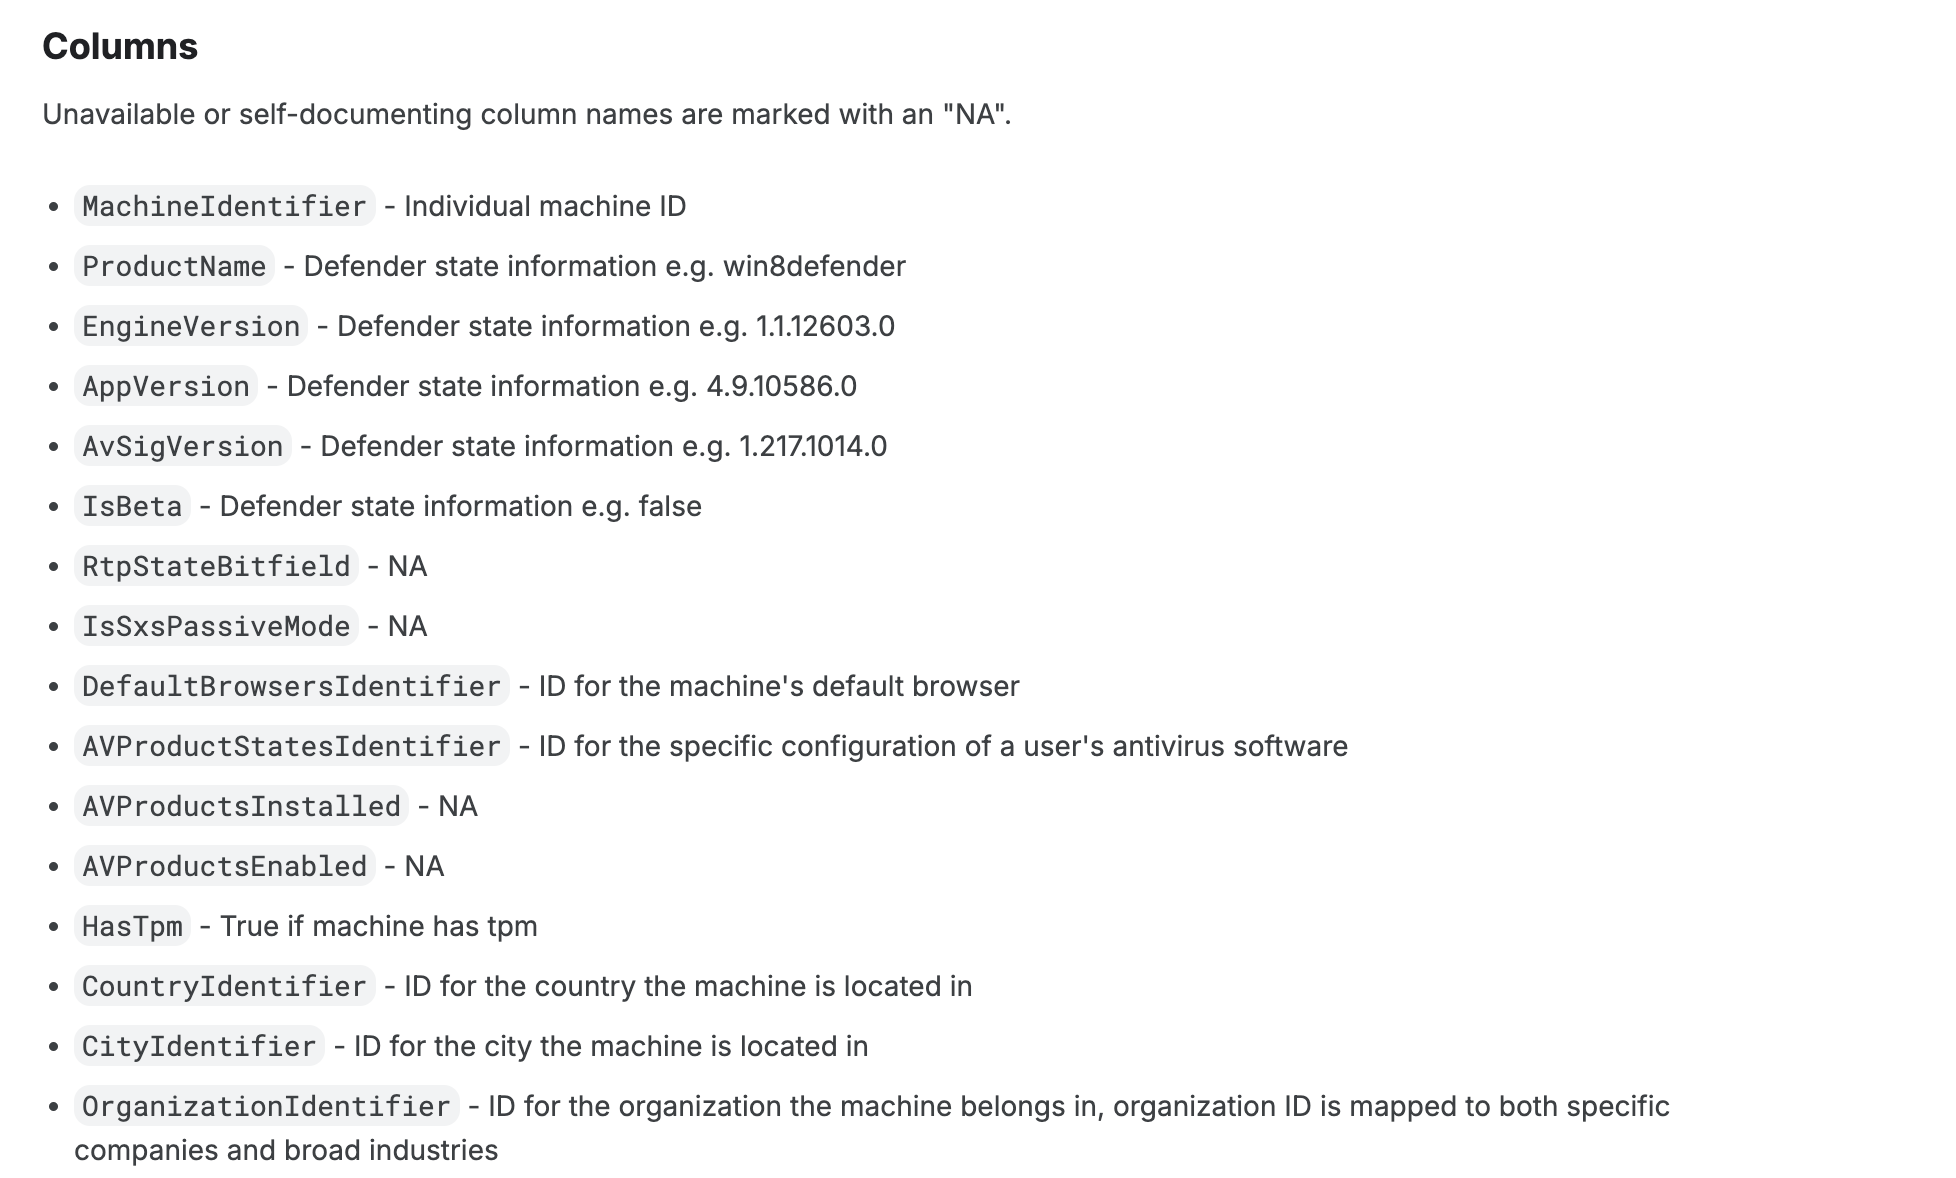 Columns
Unavailable or self-documenting column names are marked with an "NA".
• MachineIdentifier - Individual machine ID
• ProductName - Defender state information e.g. win8defender
• EngineVersion - Defender state information e.g. 1.1.12603.0
• AppVersion - Defender state information e.g. 4.9.10586.0
• AvSigVersion - Defender state information e.g. 1.217.1014.0
• IsBeta - Defender state information e.g. false
• RtpStateBitfield - NA
• IsSxsPassiveMode - NA
• DefaultBrowsersIdentifier - ID for the machine's default browser
• AVProductStatesIdentifier - ID for the specific configuration of a user's antivirus software
• AVProductsInstalled - NA
• AVProductsEnabled - NA
• HasTpm - True if machine has tpm
• CountryIdentifier - ID for the country the machine is located in
• CityIdentifier - ID for the city the machine is located in
• OrganizationIdentifier - ID for the organization the machine belongs in, organization ID is mapped to both specific
companies and broad industries